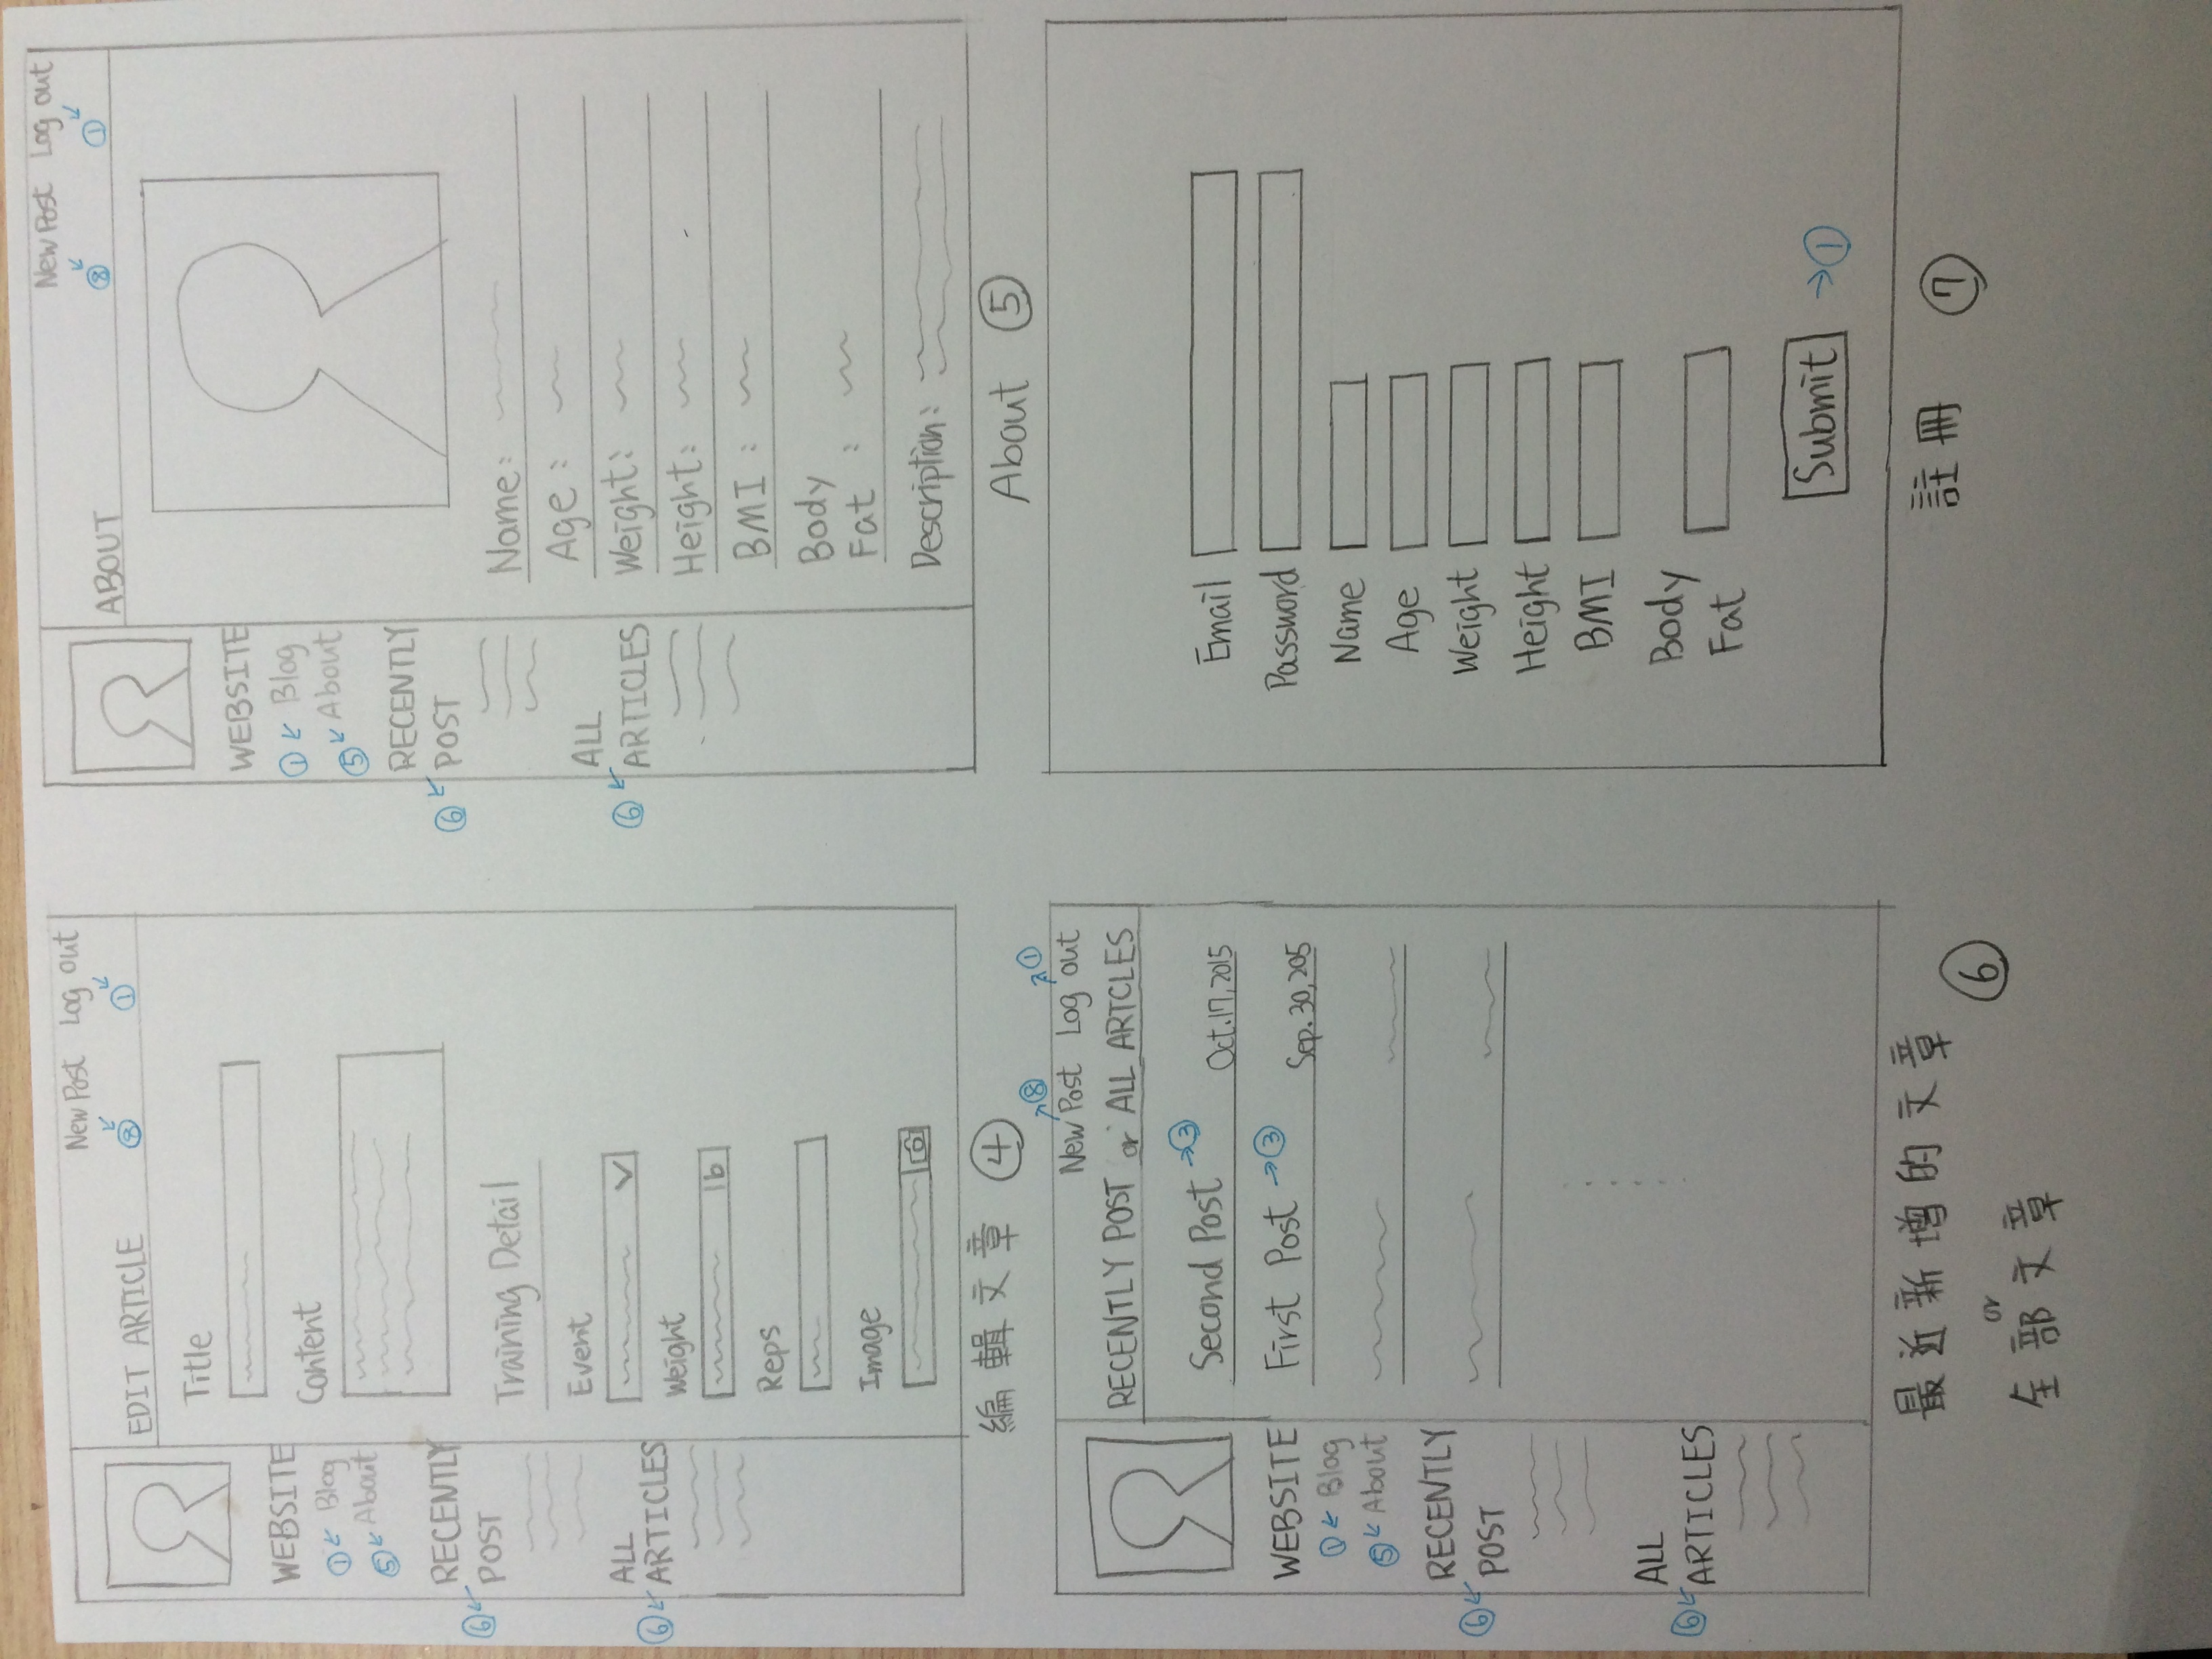 New Post Log out
⑧ ①
EDIT ARTICLE
Title
Content
Training Detail
Event
Weight
lb
Reps
Image
WEBSITE
① Blog
⑤ About
RECENTLY
⑥ POST
ALL
⑥ ARTICLES
編輯文章 ④
New Post Log out
⑧ ①
ABOUT
WEBSITE
① Blog
⑤ About
RECENTLY
⑥ POST
ALL
⑥ ARTICLES
Name:
Age:
Weight:
Height:
BMI:
Body
Fat:
Description:
About ⑤
⑧ ①
New Post Log out
RECENTLY POST or ALL ARTCLES
Second Post ③
Oct.17,2015
First Post ③
Sep.30,205
WEBSITE
① Blog
⑤ About
RECENTLY
⑥ POST
ALL
⑥ ARTICLES
最近新增的文章
or
全部文章
⑥
Email
Password
Name
Age
Weight
Height
BMI
Body
Fat
Submit ①
註冊 ⑦